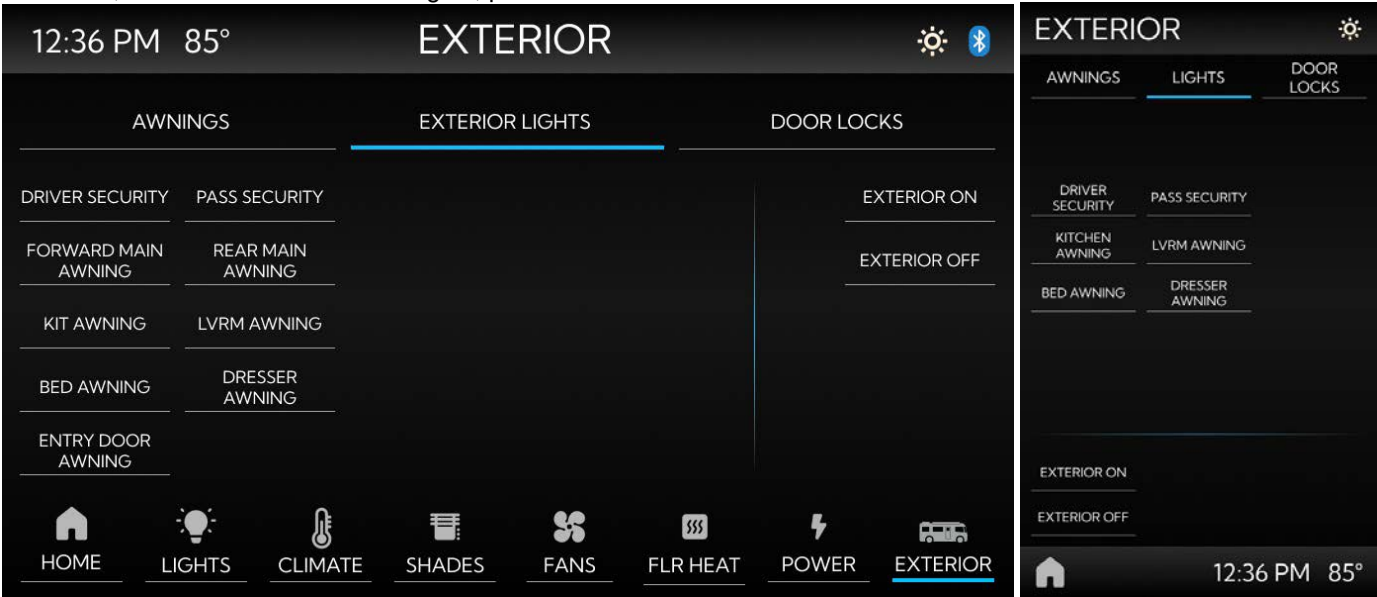 12:36 PM 85° EXTERIOR
AWNINGS EXTERIOR LIGHTS DOOR LOCKS
DRIVER SECURITY PASS SECURITY EXTERIOR ON
FORWARD MAIN
AWNING
REAR MAIN
AWNING
EXTERIOR OFF
KIT AWNING LVRM AWNING
BED AWNING
DRESSER
AWNING
ENTRY DOOR
AWNING
HOME LIGHTS CLIMATE SHADES FANS FLR HEAT POWER EXTERIOR
EXTERIOR
AWNINGS LIGHTS
DOOR
LOCKS
DRIVER
SECURITY
PASS SECURITY
KITCHEN
AWNING
LVRM AWNING
BED AWNING
DRESSER
AWNING
EXTERIOR ON
EXTERIOR OFF
12:36 PM 85°